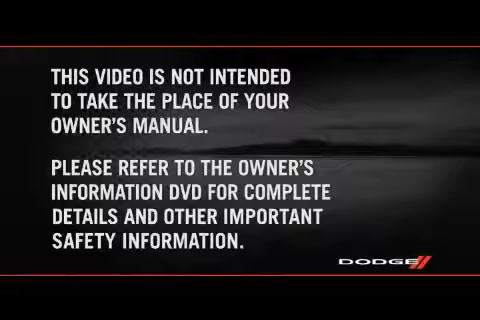 THIS VIDEO IS NOT INTENDED
TO TAKE THE PLACE OF YOUR
OWNER'S MANUAL.
PLEASE REFER TO THE OWNER'S
INFORMATION DVD FOR COMPLETE
DETAILS AND OTHER IMPORTANT
SAFETY INFORMATION.
DODGE